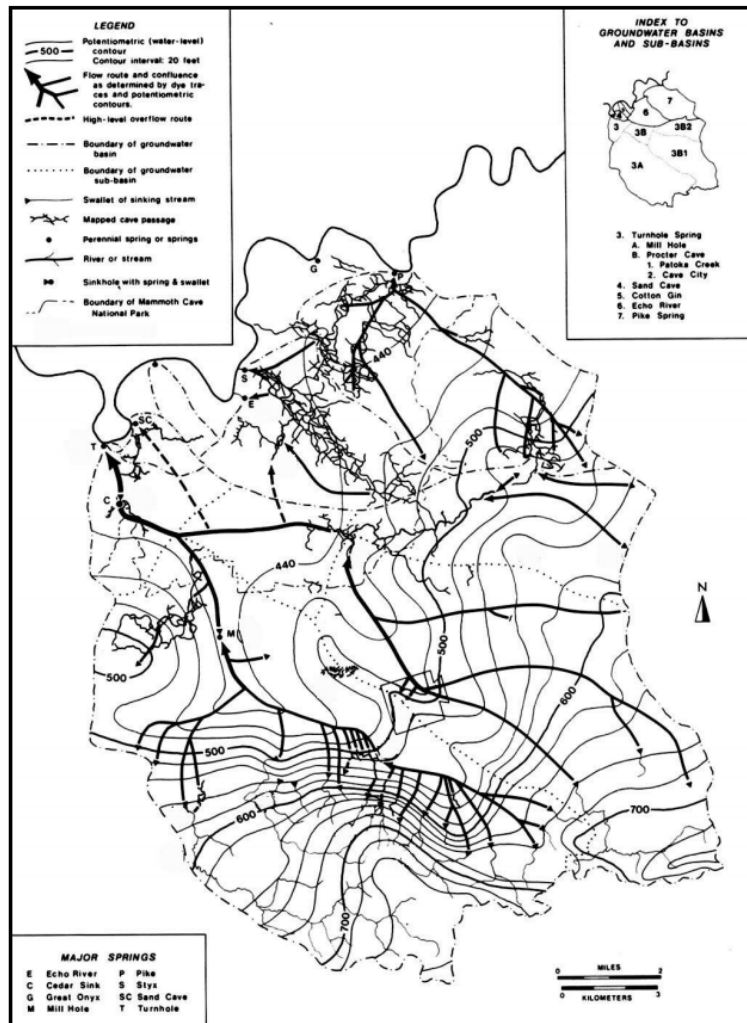 LEGEND
Potentiometric (water-level)
500
contour
Contour interval: 20 feet
Flow route and confluence
as determined by dye tra-
ces and potentiometric
contours.
High-level overflow route
Boundary of groundwater
basin
Boundary of groundwater
sub-basin
Swallet of sinking stream
Mapped cave passage
Perennial spring or springs
River or stream
Sinkhole with spring & swallet
Boundary of Mammoth Cave
National Park
INDEX TO
GROUNDWATER BASINS
AND SUB-BASINS
7
6
3
3B
3B2
3B1
3A
3. Turnhole Spring
A. Mill Hole
B. Procter Cave
1. Patoka Creek
2. Cave City
4. Sand Cave
5. Cotton Gin
6. Echo River
7. Pike Spring
G
P
440
S
E
SC
T
500
C
440
M
500
500
500
600
600
700
700
N
MAJOR SPRINGS
E Echo River P Pike
C Cedar Sink S Styx
G Great Onyx SC Sand Cave
M Mill Hole T Turnhole
MILES
0 2
0 3
KILOMETERS